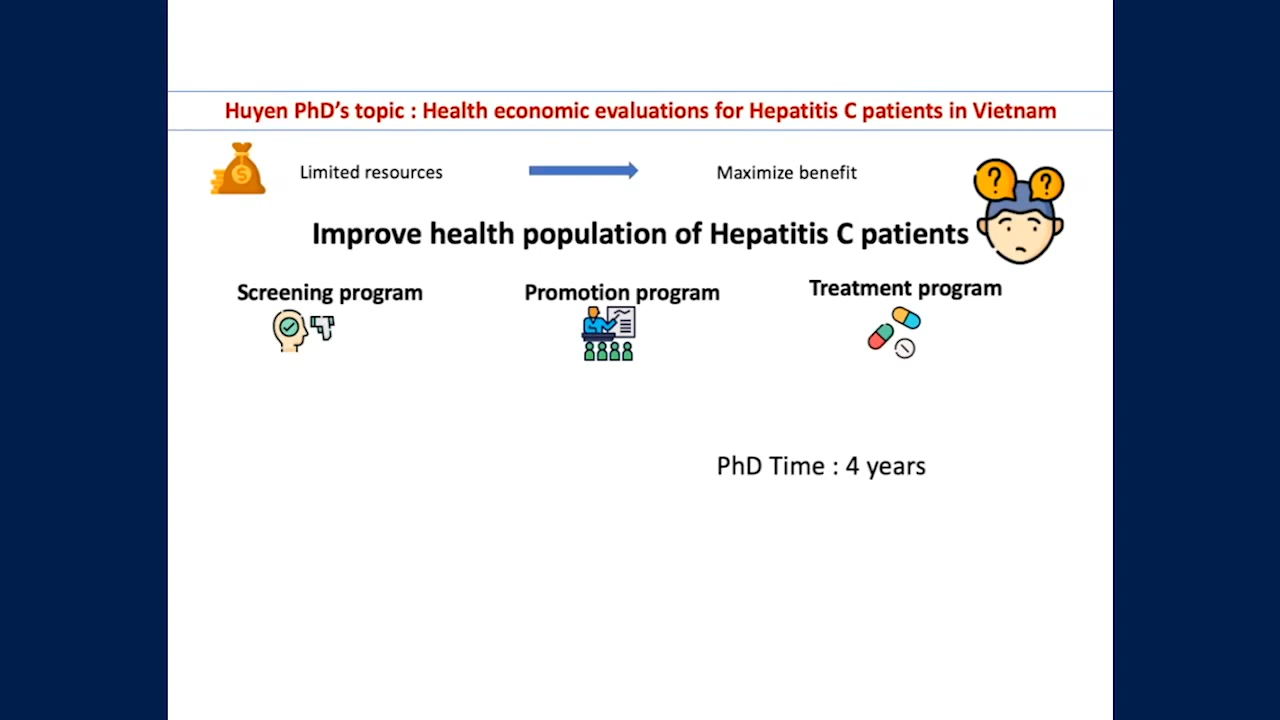 Huyen PhD’s topic : Health economic evaluations for Hepatitis C patients in Vietnam
Limited resources
Maximize benefit
Improve health population of Hepatitis C patients
Screening program
Promotion program
Treatment program
PhD Time : 4 years